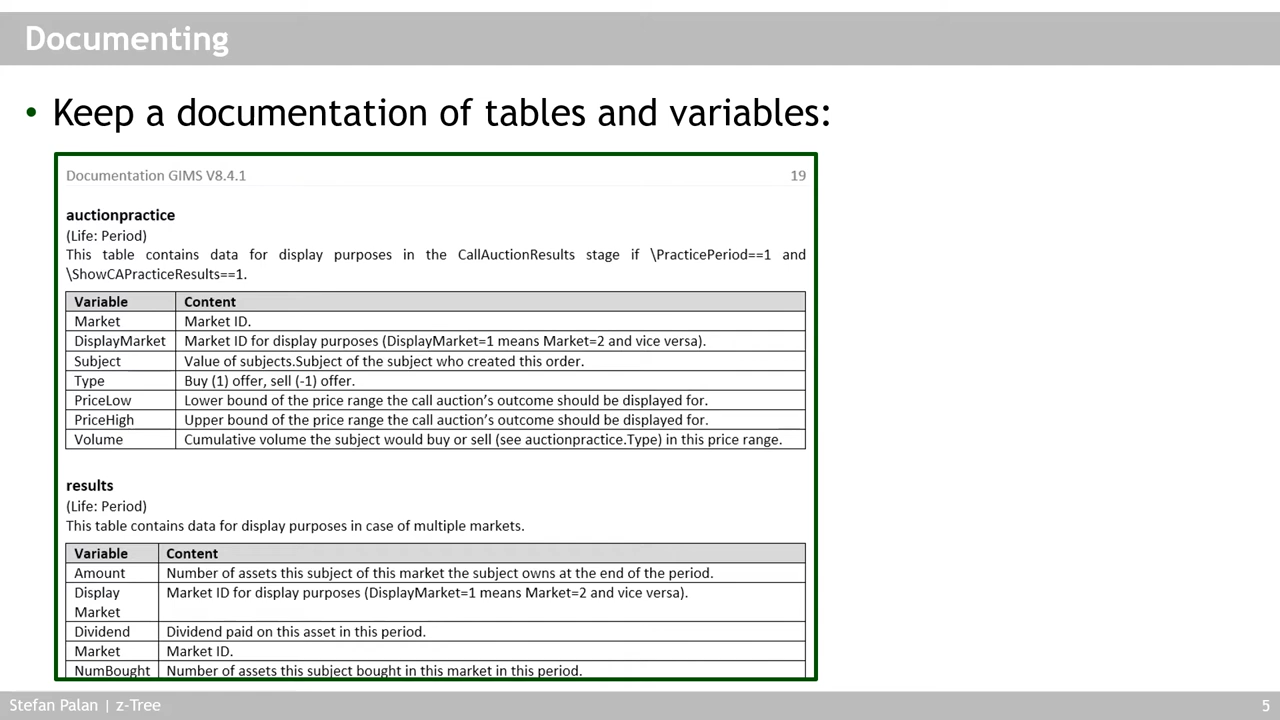 Documenting
• Keep a documentation of tables and variables:
Documentation GIMS V8.4.1 19
auctionpractice
(Life: Period)
This table contains data for display purposes in the CallAuctionResults stage if \PracticePeriod==1 and
\ShowCAPracticeResults==1.
Variable Content
Market Market ID.
DisplayMarket Market ID for display purposes (DisplayMarket=1 means Market=2 and vice versa).
Subject Value of subjects.Subject of the subject who created this order.
Type Buy (1) offer, sell (-1) offer.
PriceLow Lower bound of the price range the call auction’s outcome should be displayed for.
PriceHigh Upper bound of the price range the call auction’s outcome should be displayed for.
Volume Cumulative volume the subject would buy or sell (see auctionpractice.Type) in this price range.
results
(Life: Period)
This table contains data for display purposes in case of multiple markets.
Variable Content
Amount Number of assets this subject of this market the subject owns at the end of the period.
Display Market ID for display purposes (DisplayMarket=1 means Market=2 and vice versa).
Market
Dividend Dividend paid on this asset in this period.
Market Market ID.
NumBought Number of assets this subject bought in this market in this period.
Stefan Palan | z-Tree 5